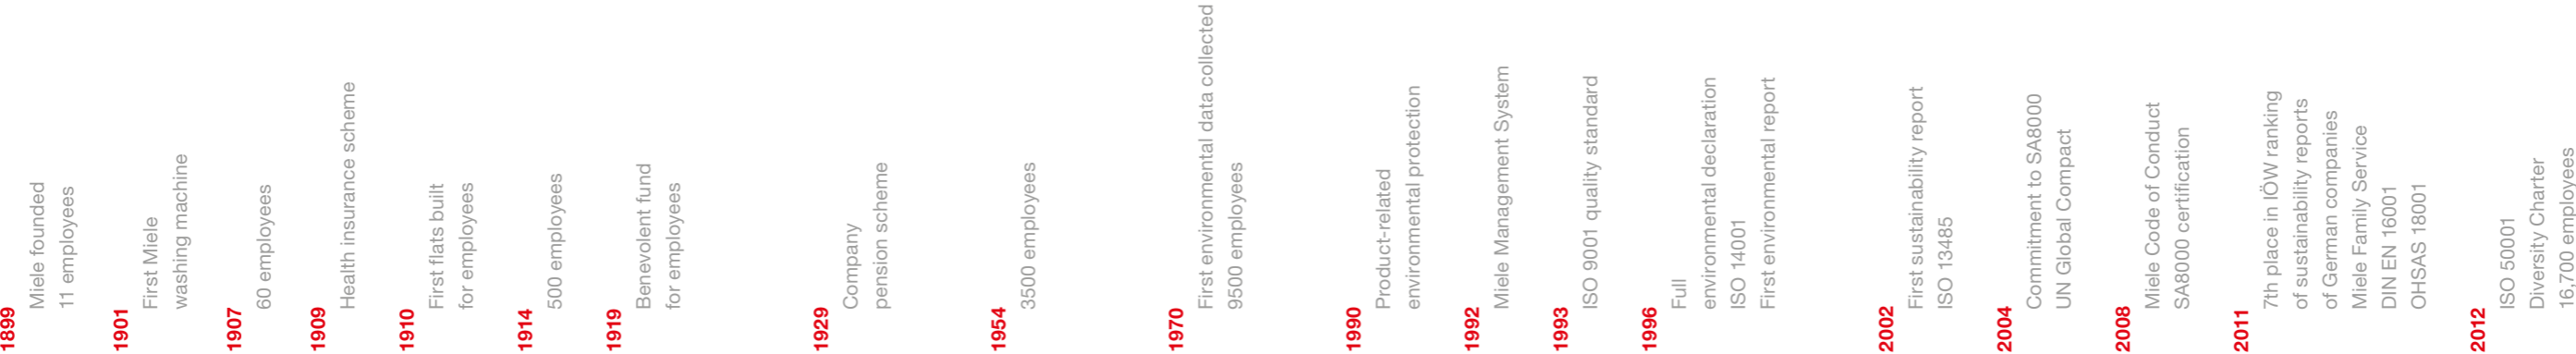 1899
Miele founded
11 employees
1901
First Miele
washing machine
1907
60 employees
1909
Health insurance scheme
1910
First flats built
for employees
1914
500 employees
1919
Benevolent fund
for employees
1929
Company
pension scheme
1954
3500 employees
1970
First environmental data collected
9500 employees
1990
Product-related
environmental protection
1992
Miele Management System
1993
ISO 9001 quality standard
1996
Full
environmental declaration
ISO 14001
First environmental report
2002
First sustainability report
ISO 13485
2004
Commitment to SA8000
UN Global Compact
2008
Miele Code of Conduct
SA8000 certification
2011
7th place in IÖW ranking
of sustainability reports
of German companies
Miele Family Service
DIN EN 16001
OHSAS 18001
2012
ISO 50001
Diversity Charter
16,700 employees